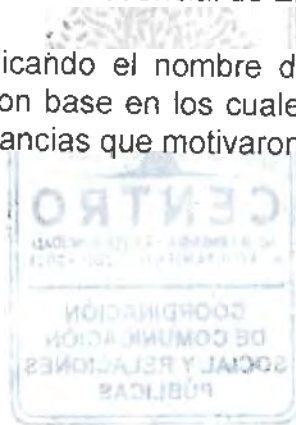 icando el nombre d
on base en los cuale
ancias que motivaron
CENTRO
COORDINACIÓN
DE COMUNICACIÓN
SOCIAL Y RELACIONES
PÚBLICAS